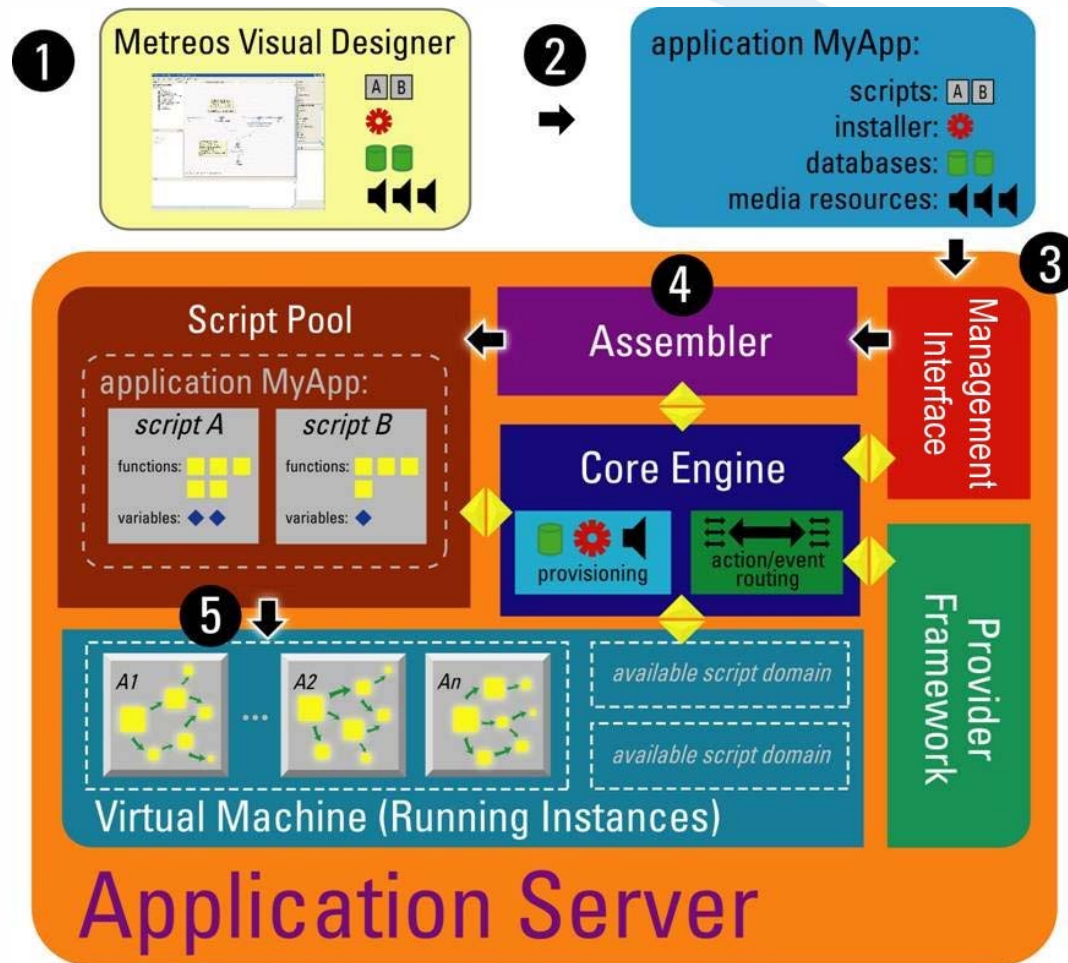 1
Metreos Visual Designer
A B
2
application MyApp:
scripts: A B
installer:
databases:
media resources:
3
Management
Interface
4
Assembler
Script Pool
application MyApp:
script A
functions:
variables:
script B
functions:
variables:
Core Engine
provisioning
action/event
routing
Provider
Framework
5
A1
...
A2
An
available script domain
available script domain
Virtual Machine (Running Instances)
Application Server